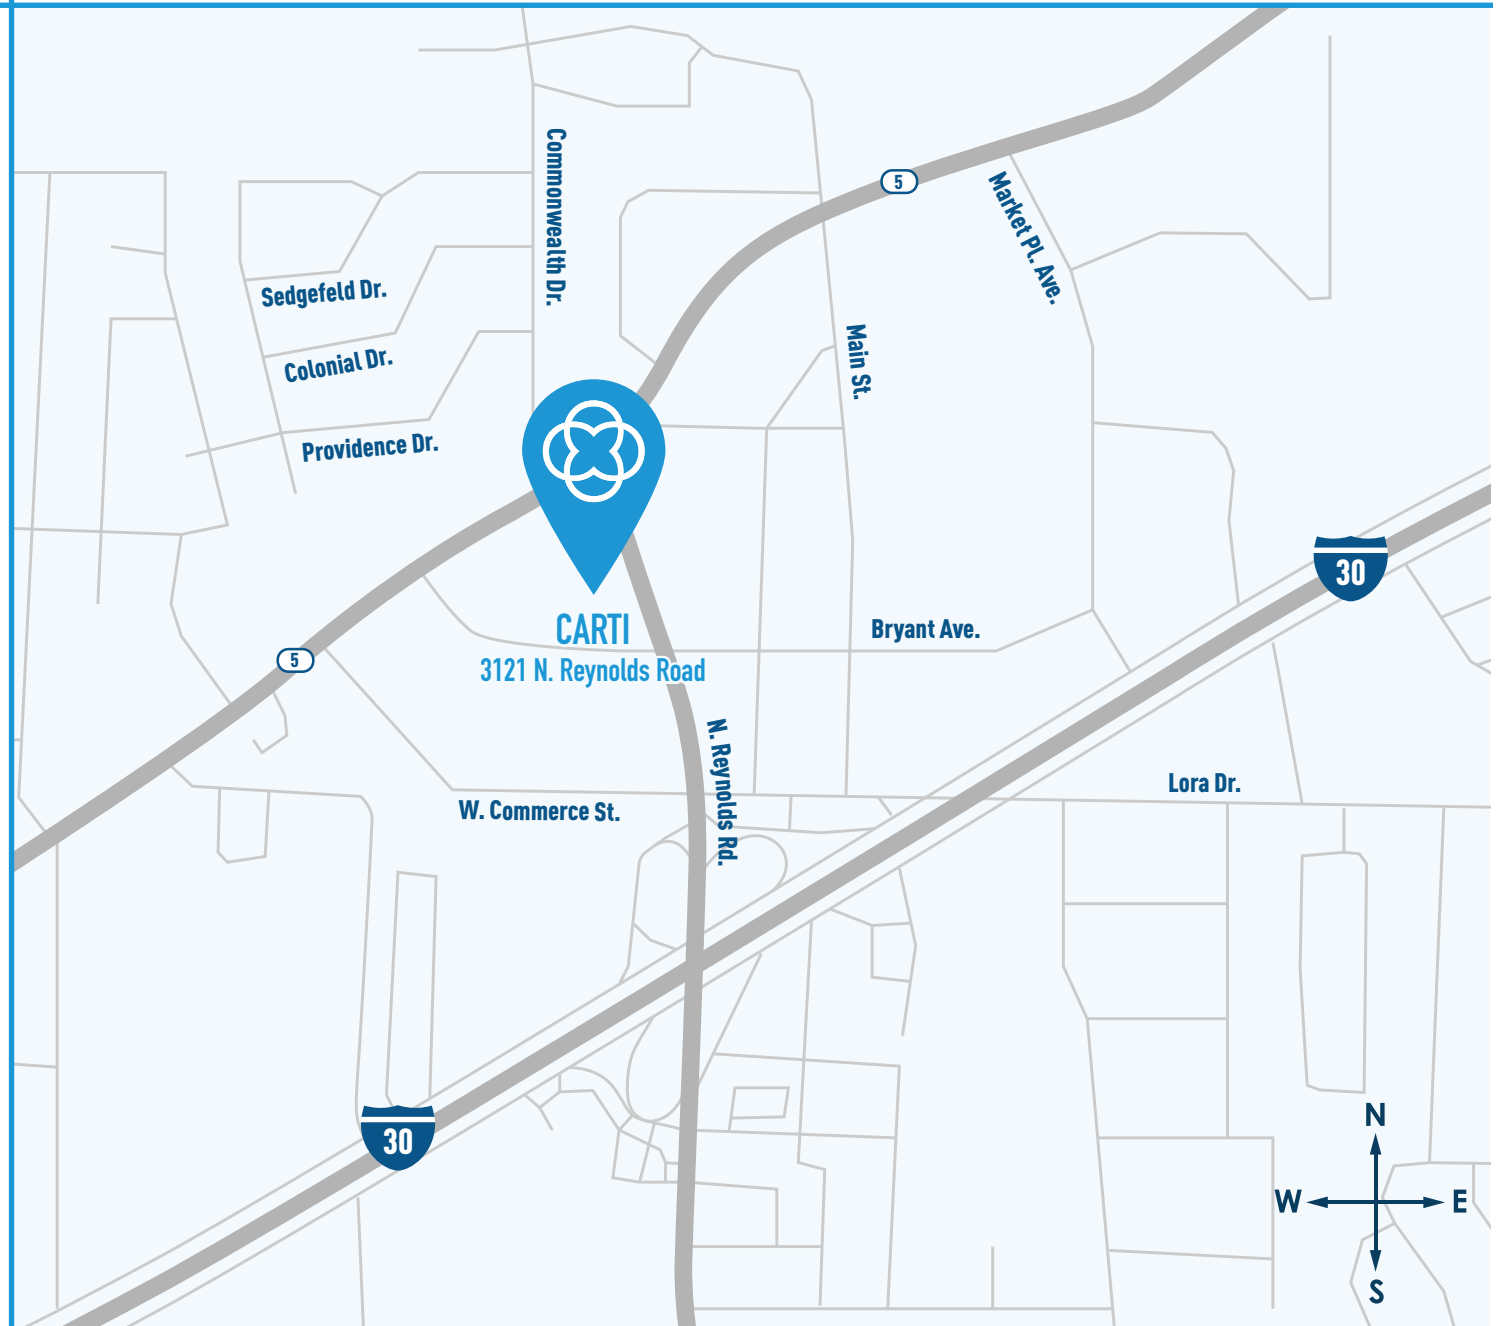 Commonwealth Dr.
5
Market Pl. Ave.
Sedgefeld Dr.
Colonial Dr.
Main St.
Providence Dr.
30
CARTI
3121 N. Reynolds Road
Bryant Ave.
5
N. Reynolds Rd.
Lora Dr.
W. Commerce St.
30
N
W
E
S